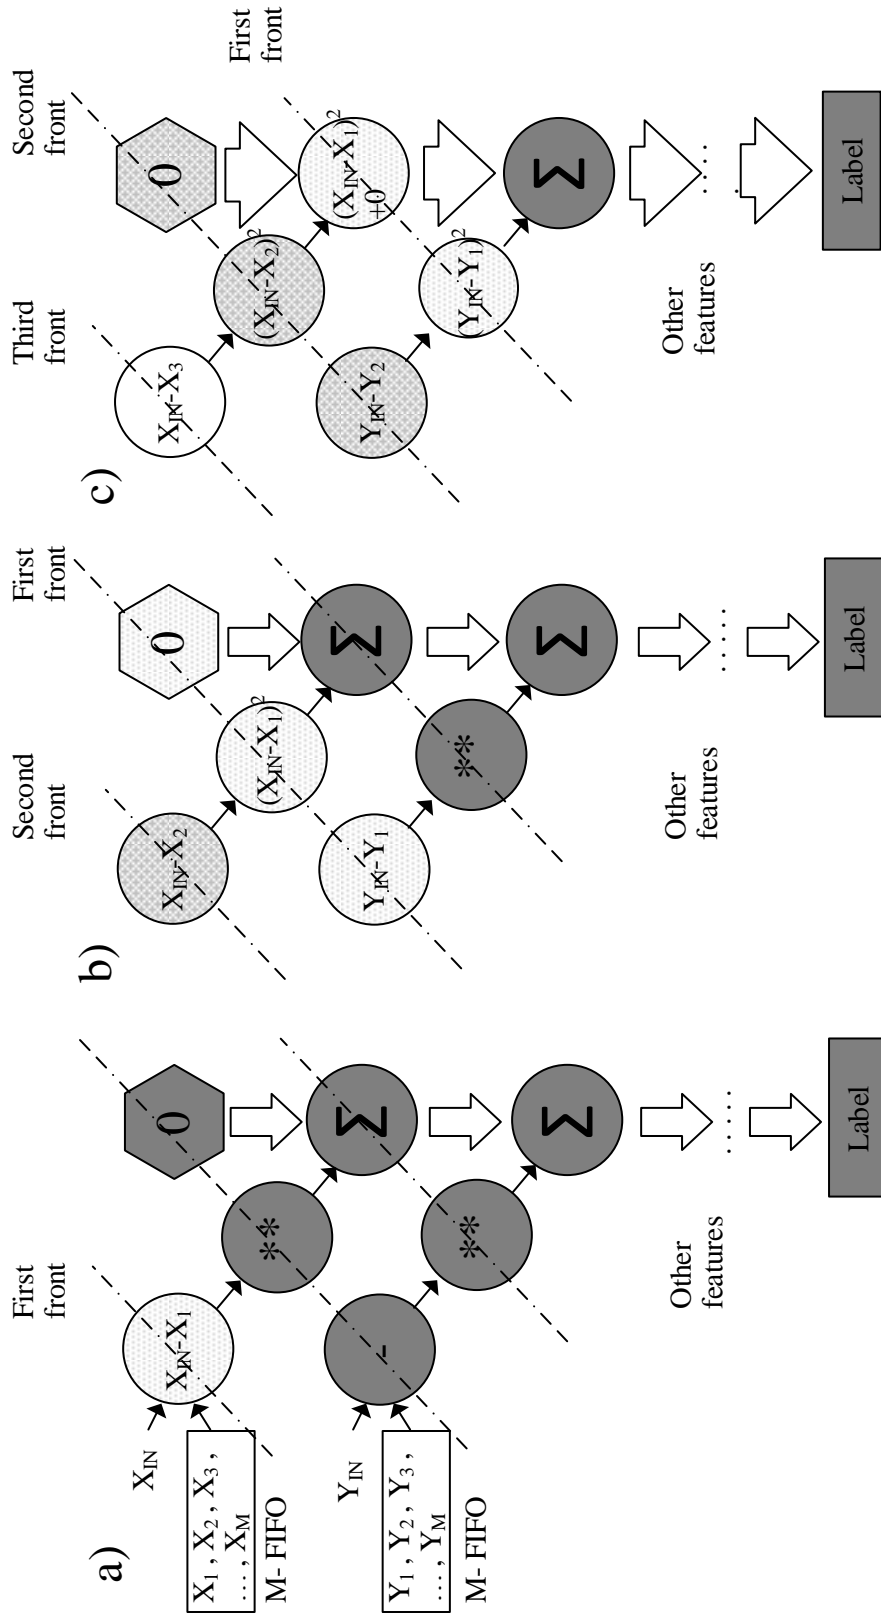 a)
First
front
X_IN
X_1 , X_2 , X_3 ,
… , X_M
M- FIFO
X_IN-X_1
**
0
Σ
Y_IN
Y_1 , Y_2 , Y_3 ,
… , Y_M
M- FIFO
-
**
Σ
Other
features
.....
Label
b)
Second
front
First
front
X_IN-X_2
(X_IN-X_1)^2
0
Σ
Y_IN-Y_1
**
Σ
Other
features
.....
Label
c)
Third
front
Second
front
First
front
X_IN-X_3
(X_IN-X_2)^2
0
(X_IN-X_1)^2
+0
Y_IN-Y_2
(Y_IN-Y_1)^2
Σ
Other
features
.....
Label